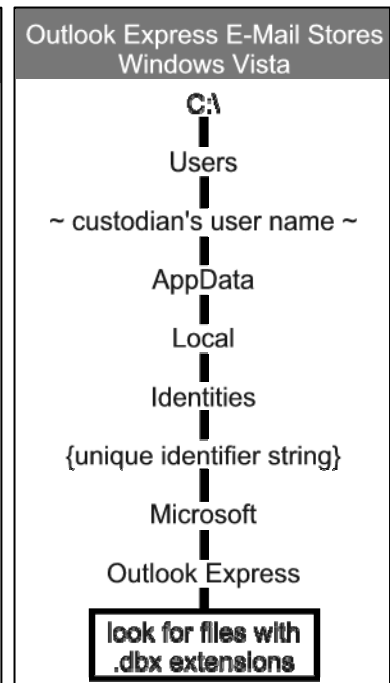 Outlook Express E-Mail Stores
Windows Vista
C:\
Users
~ custodian's user name ~
AppData
Local
Identities
{unique identifier string}
Microsoft
Outlook Express
look for files with
.dbx extensions